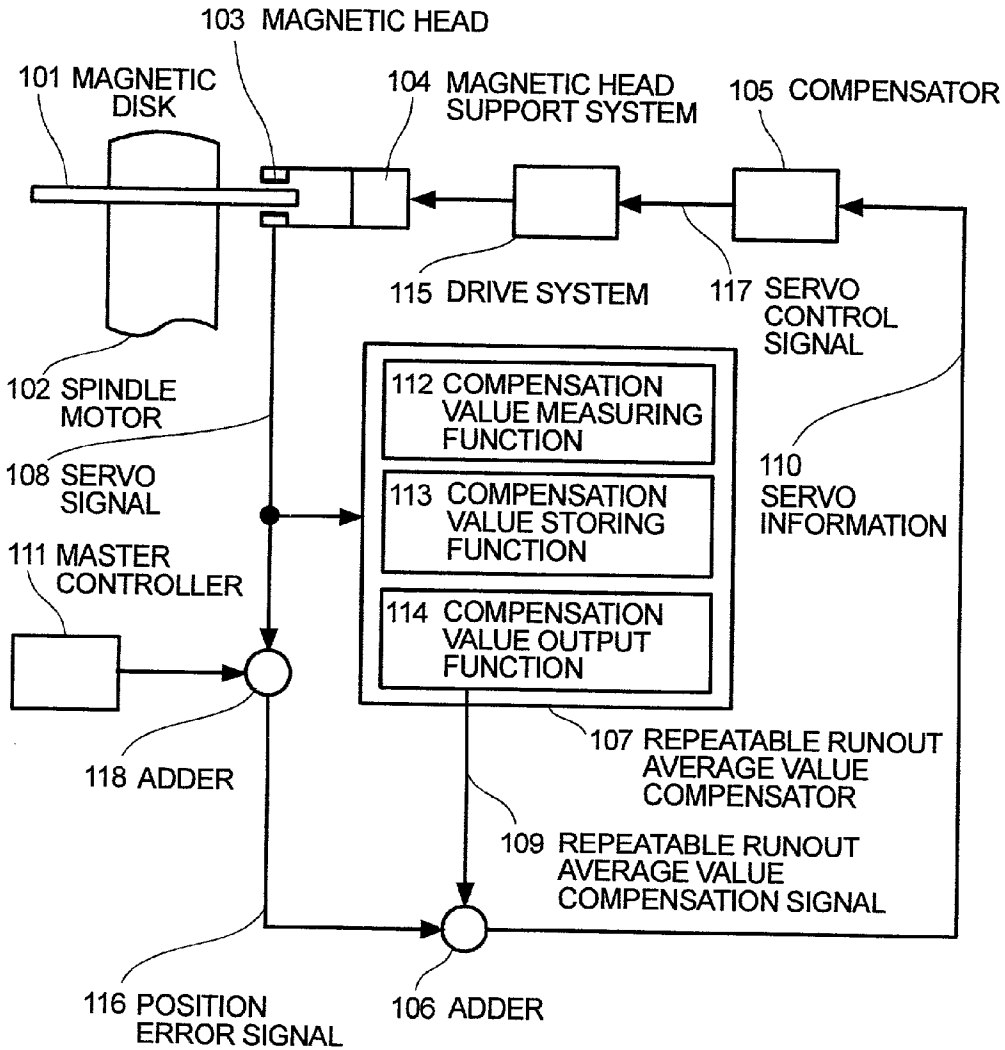 103 MAGNETIC HEAD
101 MAGNETIC
DISK
104 MAGNETIC HEAD
SUPPORT SYSTEM
105 COMPENSATOR
115 DRIVE SYSTEM
117 SERVO
CONTROL
SIGNAL
102 SPINDLE
MOTOR
112 COMPENSATION
VALUE MEASURING
FUNCTION
108 SERVO
SIGNAL
110
SERVO
INFORMATION
113 COMPENSATION
VALUE STORING
FUNCTION
111 MASTER
CONTROLLER
114 COMPENSATION
VALUE OUTPUT
FUNCTION
118 ADDER
107 REPEATABLE RUNOUT
AVERAGE VALUE
COMPENSATOR
109 REPEATABLE RUNOUT
AVERAGE VALUE
COMPENSATION SIGNAL
116 POSITION
ERROR SIGNAL
106 ADDER